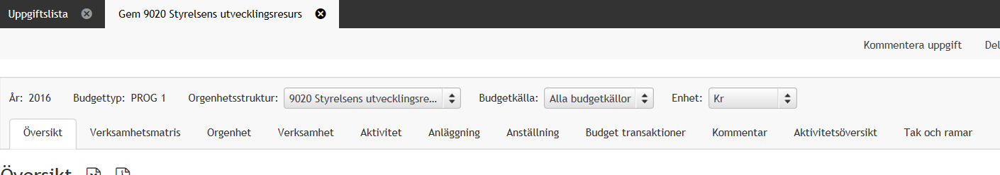 Uppgiftslista Gem 9020 Styrelsens utvecklingsresurs
Kommentera uppgift Del
År: 2016 Budgettyp: PROG 1 Orgenhetsstruktur: 9020 Styrelsens utvecklingsre... Budgetkälla: Alla budgetkällor Enhet: Kr
Översikt Verksamhetsmatris Orgenhet Verksamhet Aktivitet Anläggning Anställning Budget transaktioner Kommentar Aktivitetsöversikt Tak och ramar
Översikt